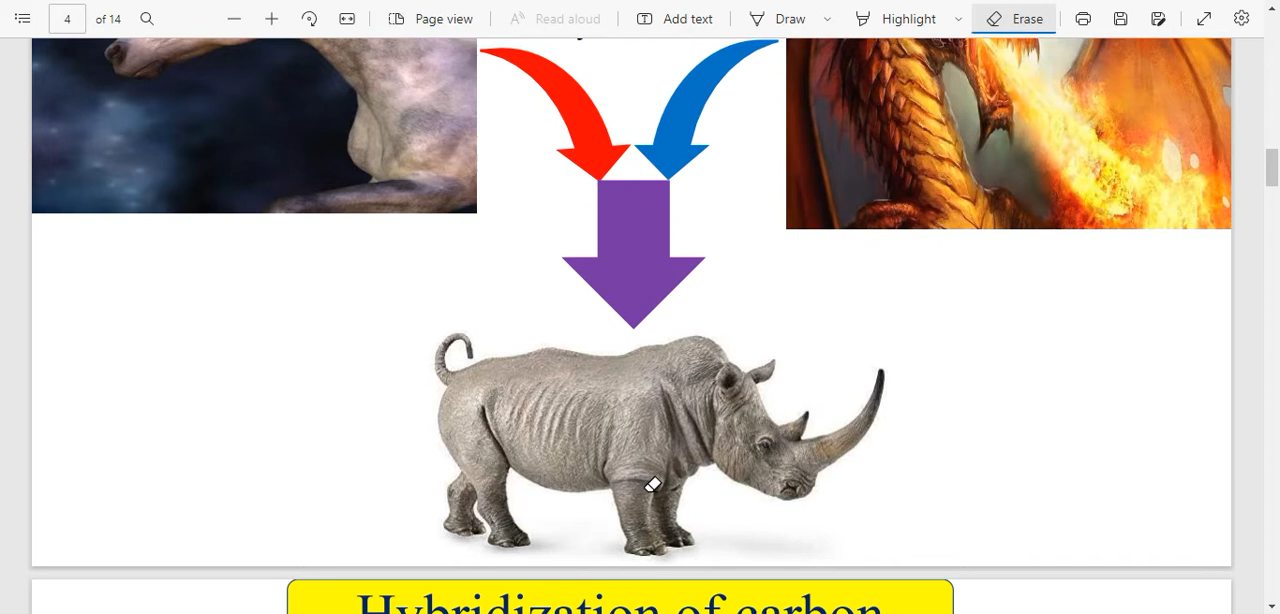 4 of 14 Page view Read aloud Add text Draw Highlight Erase
Hybridization of carbon